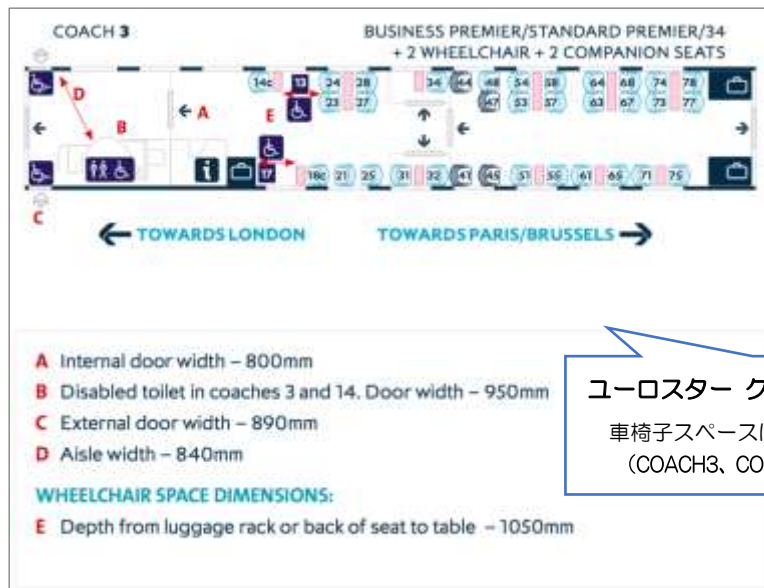 COACH 3
BUSINESS PREMIER/STANDARD PREMIER/34
+ 2 WHEELCHAIR + 2 COMPANION SEATS
14c 13 24 28 34 44 48 54 58 64 68 74 78
D A
E 23 27 47 53 57 63 67 73 77
B
i 17 18c 21 25 31 32 41 45 51 55 61 65 71 75
C
TOWARDS LONDON
TOWARDS PARIS/BRUSSELS
A Internal door width – 800mm
B Disabled toilet in coaches 3 and 14. Door width – 950mm
C External door width – 890mm
D Aisle width – 840mm
WHEELCHAIR SPACE DIMENSIONS:
E Depth from luggage rack or back of seat to table – 1050mm
ユーロスター ク
車椅子スペースに
（COACH3、CO